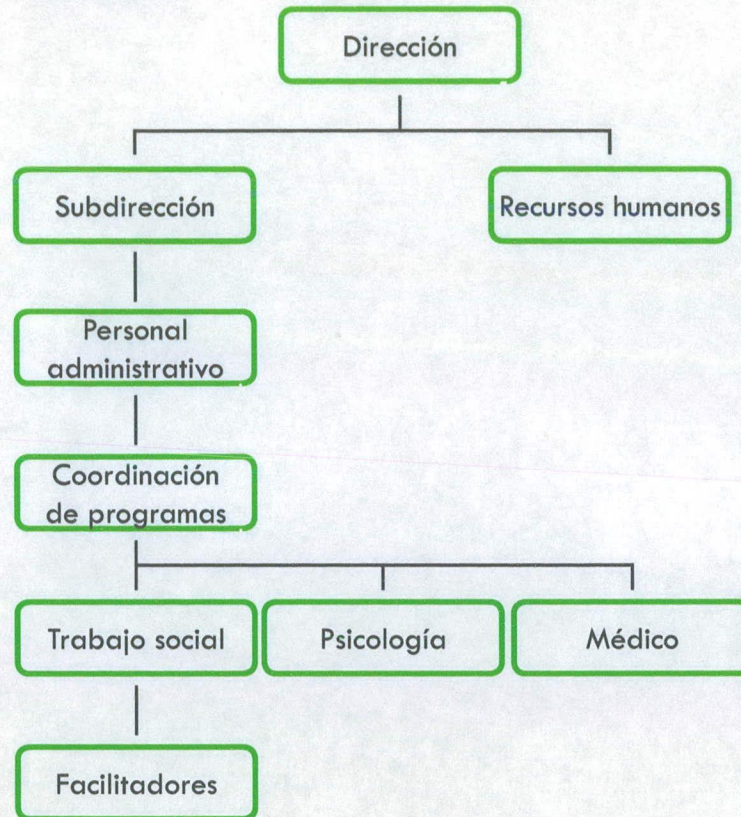 Dirección
Subdirección
Recursos humanos
Personal
administrativo
Coordinación
de programas
Trabajo social
Psicología
Médico
Facilitadores